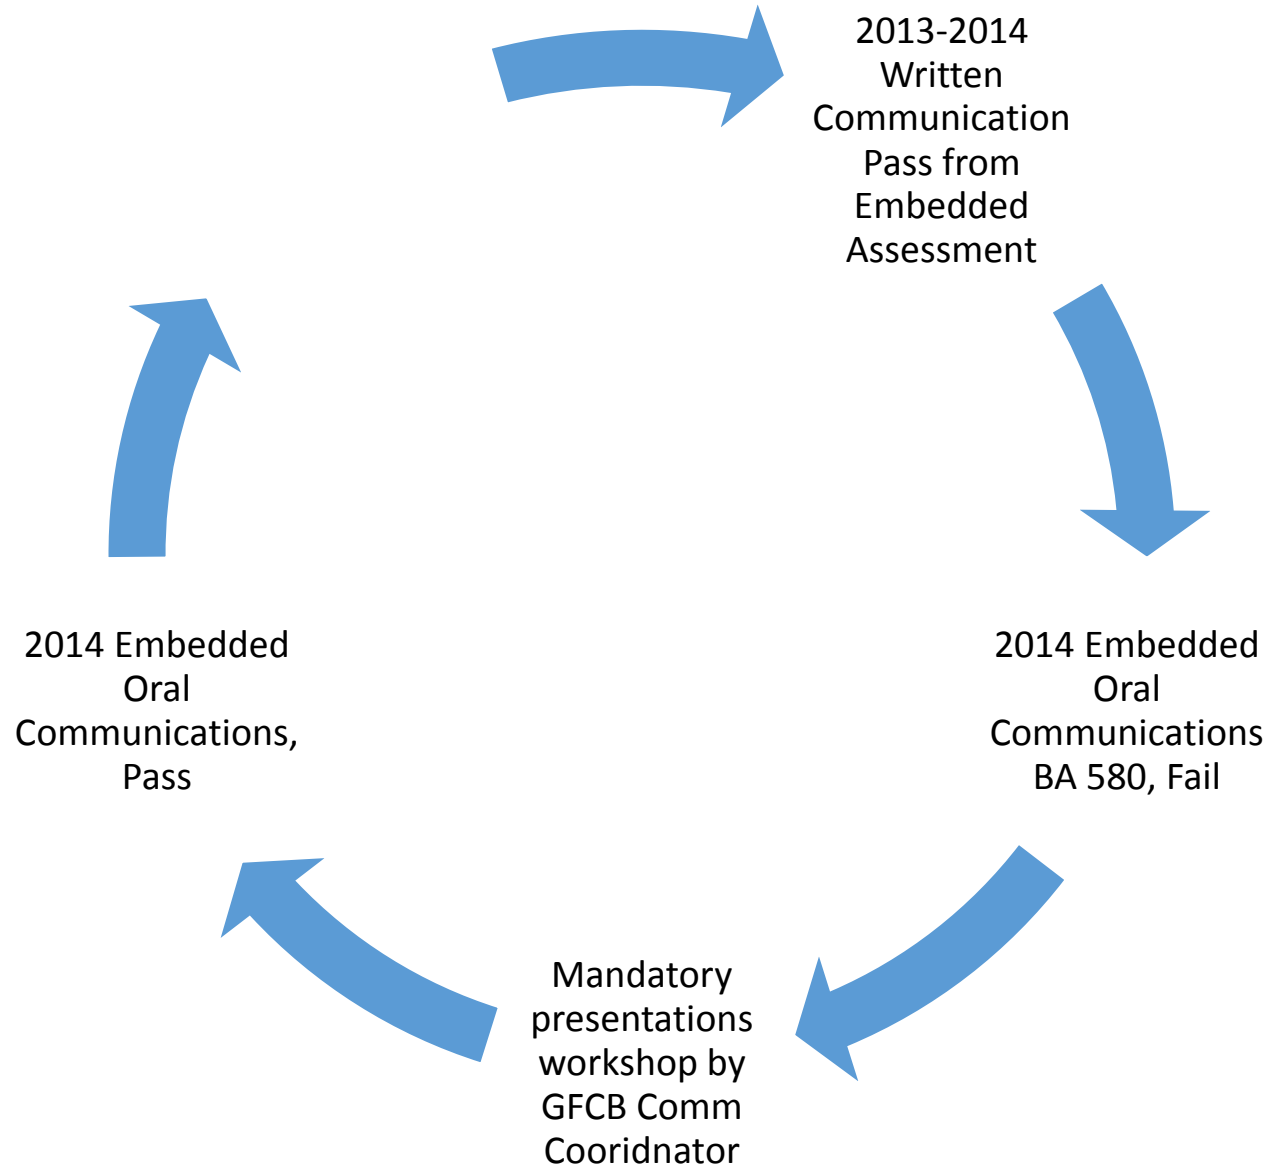 2013-2014
Written
Communication
Pass from
Embedded
Assessment
2014 Embedded
Oral
Communications
BA 580, Fail
Mandatory
presentations
workshop by
GFCB Comm
Cooridnator
2014 Embedded
Oral
Communications,
Pass